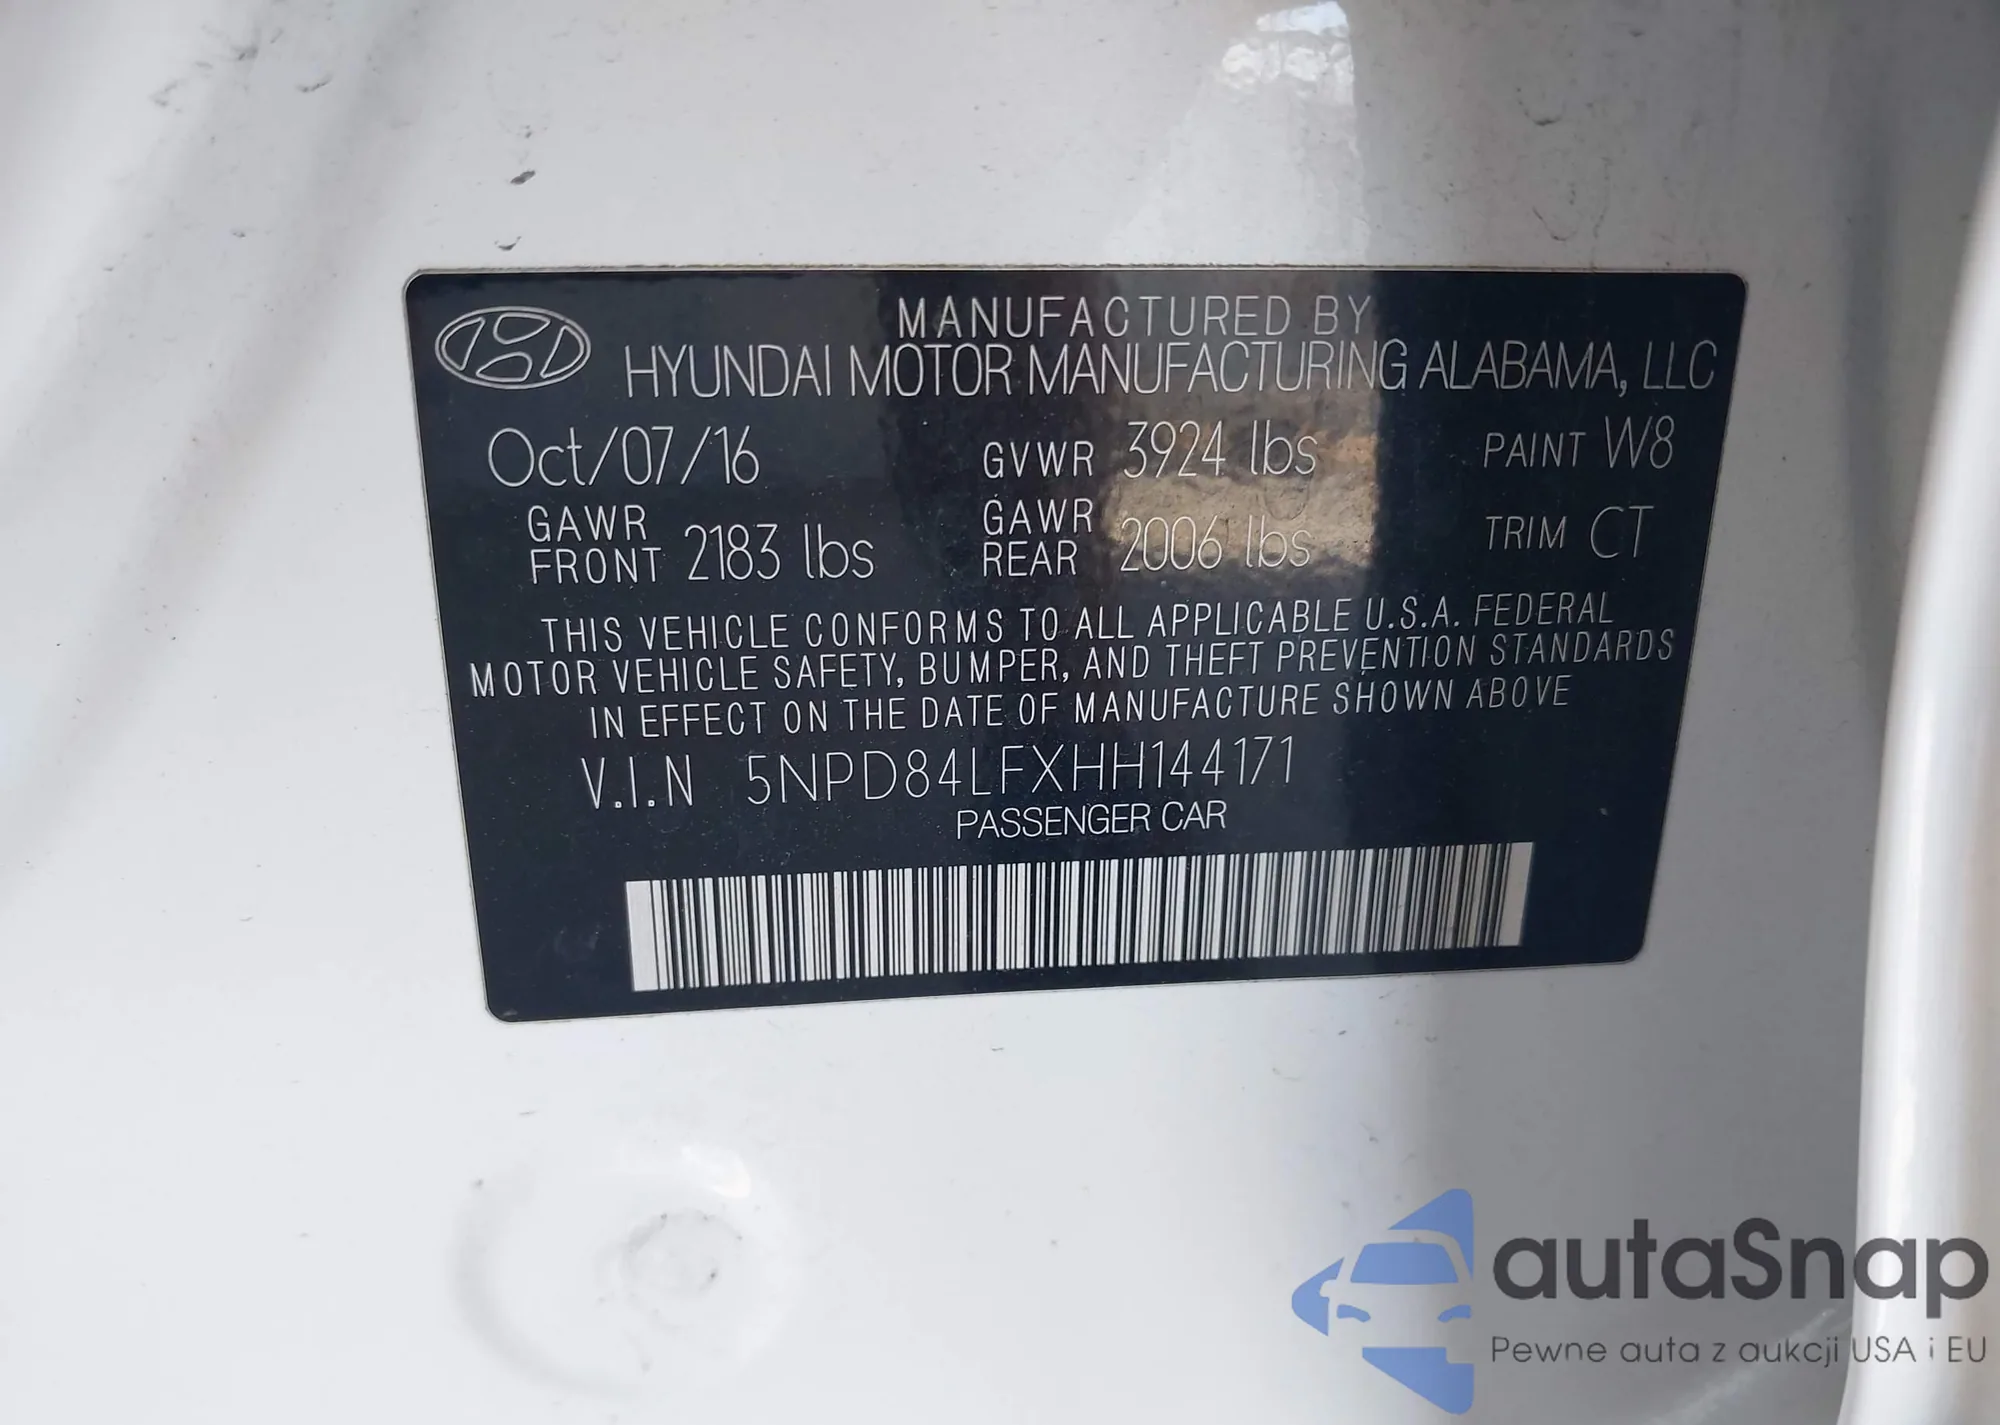 MANUFACTURED BY
HYUNDAI MOTOR MANUFACTURING ALABAMA, LLC
Oct/07/16 GVWR 3924 lbs PAINT W8
GAWR FRONT 2183 lbs GAWR REAR 2006 lbs TRIM CT
THIS VEHICLE CONFORMS TO ALL APPLICABLE U.S.A. FEDERAL
MOTOR VEHICLE SAFETY, BUMPER, AND THEFT PREVENTION STANDARDS
IN EFFECT ON THE DATE OF MANUFACTURE SHOWN ABOVE
V.I.N 5NPD84LFXHH144171
PASSENGER CAR
autaSnap
Pewne auta z aukcji USA i EU